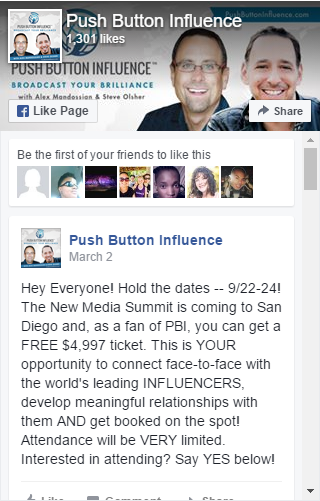 PushButtonInfluence.com
Push Button Influence
1,301 likes
PUSH BUTTON INFLUENCE™
BROADCAST YOUR BRILLIANCE
with Alex Mandossian & Steve Olsher
Like Page
Share
Be the first of your friends to like this
Push Button Influence
March 2
Hey Everyone! Hold the dates -- 9/22-24!
The New Media Summit is coming to San
Diego and, as a fan of PBI, you can get a
FREE $4,997 ticket. This is YOUR
opportunity to connect face-to-face with
the world's leading INFLUENCERS,
develop meaningful relationships with
them AND get booked on the spot!
Attendance will be VERY limited.
Interested in attending? Say YES below!
Like
Comment
Share